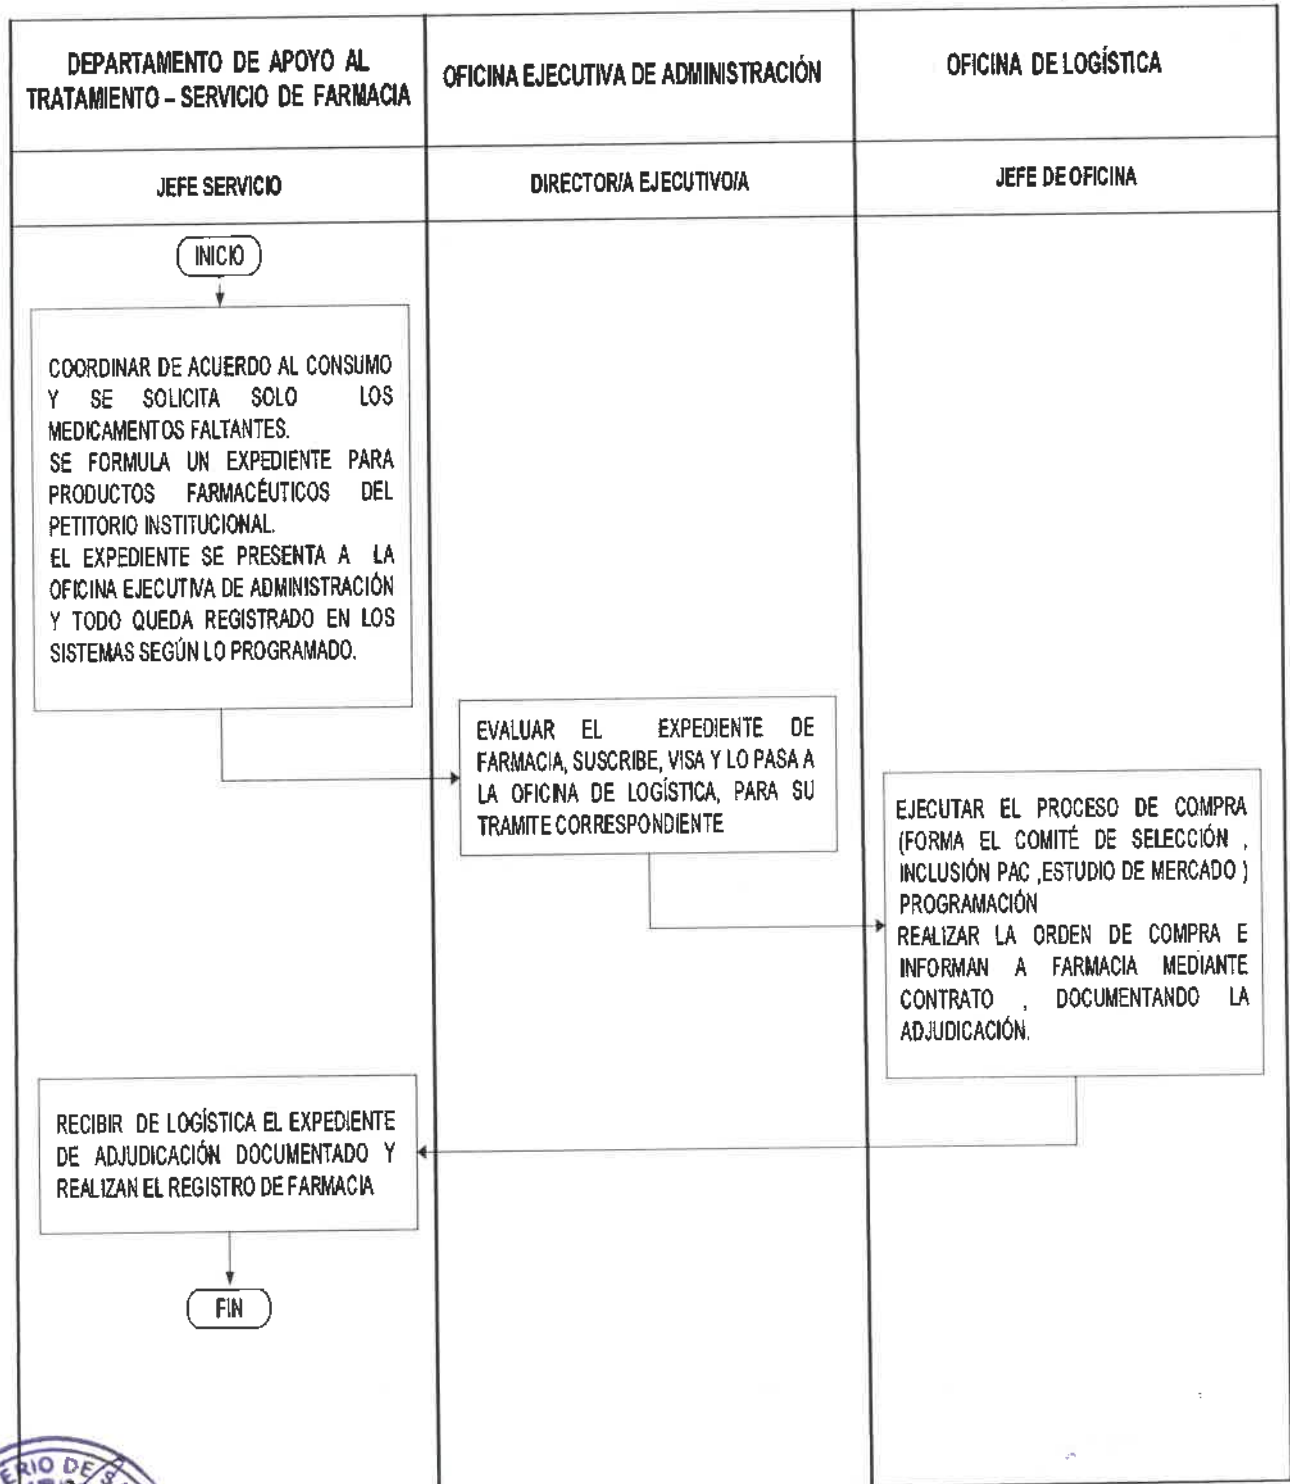 DEPARTAMENTO DE APOYO AL
TRATAMIENTO – SERVICIO DE FARMACIA
OFICINA EJECUTIVA DE ADMINISTRACIÓN
OFICINA DE LOGÍSTICA
JEFE SERVICIO
DIRECTOR/A EJECUTIVO/A
JEFE DE OFICINA
INICIO
COORDINAR DE ACUERDO AL CONSUMO
Y SE SOLICITA SOLO LOS
MEDICAMENTOS FALTANTES.
SE FORMULA UN EXPEDIENTE PARA
PRODUCTOS FARMACÉUTICOS DEL
PETITORIO INSTITUCIONAL.
EL EXPEDIENTE SE PRESENTA A LA
OFICINA EJECUTIVA DE ADMINISTRACIÓN
Y TODO QUEDA REGISTRADO EN LOS
SISTEMAS SEGÚN LO PROGRAMADO.
EVALUAR EL EXPEDIENTE DE
FARMACIA, SUSCRIBE, VISA Y LO PASA A
LA OFICINA DE LOGÍSTICA, PARA SU
TRAMITE CORRESPONDIENTE
EJECUTAR EL PROCESO DE COMPRA
(FORMA EL COMITÉ DE SELECCIÓN ,
INCLUSIÓN PAC ,ESTUDIO DE MERCADO )
PROGRAMACIÓN
REALIZAR LA ORDEN DE COMPRA E
INFORMAN A FARMACIA MEDIANTE
CONTRATO , DOCUMENTANDO LA
ADJUDICACIÓN.
RECIBIR DE LOGÍSTICA EL EXPEDIENTE
DE ADJUDICACIÓN DOCUMENTADO Y
REALIZAN EL REGISTRO DE FARMACIA
FIN
DE